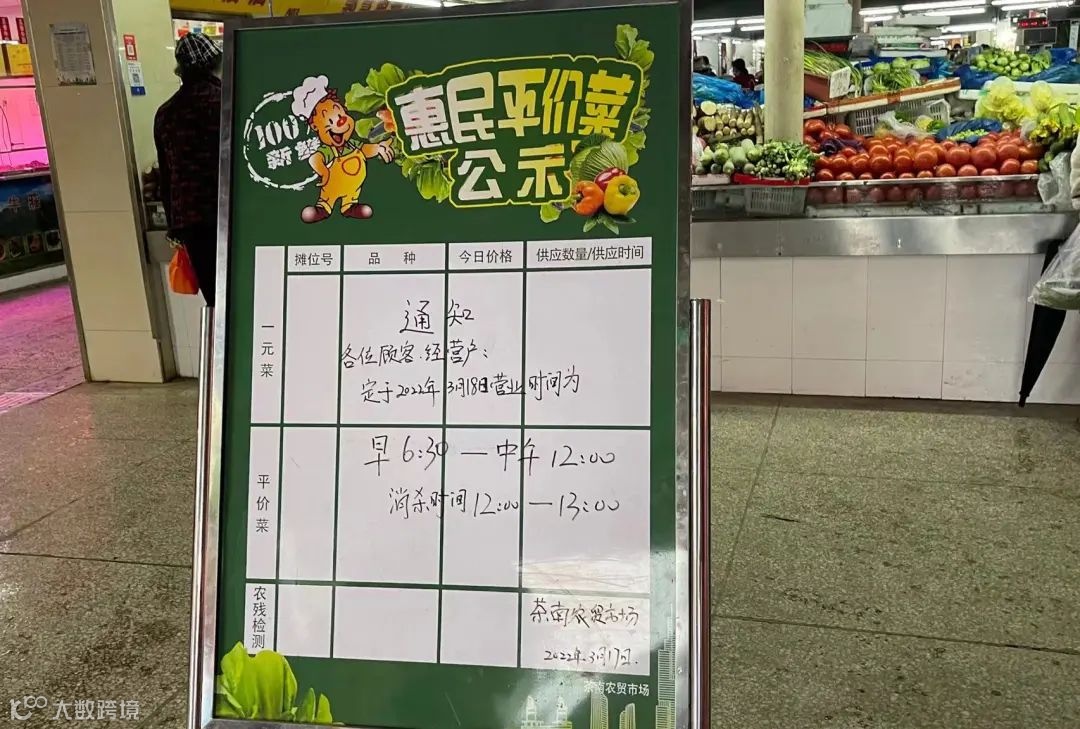 100%
新鲜
惠民平价菜
公示
摊位号 品种 今日价格 供应数量/供应时间
一元菜
通知
各位顾客、经营户:
定于2022年3月18日营业时间为
平价菜
早6:30—中午12:00
消杀时间12:00—13:00
农残检测
茶南农贸市场
2022年3月17日.
茶南农贸市场
大数跨境